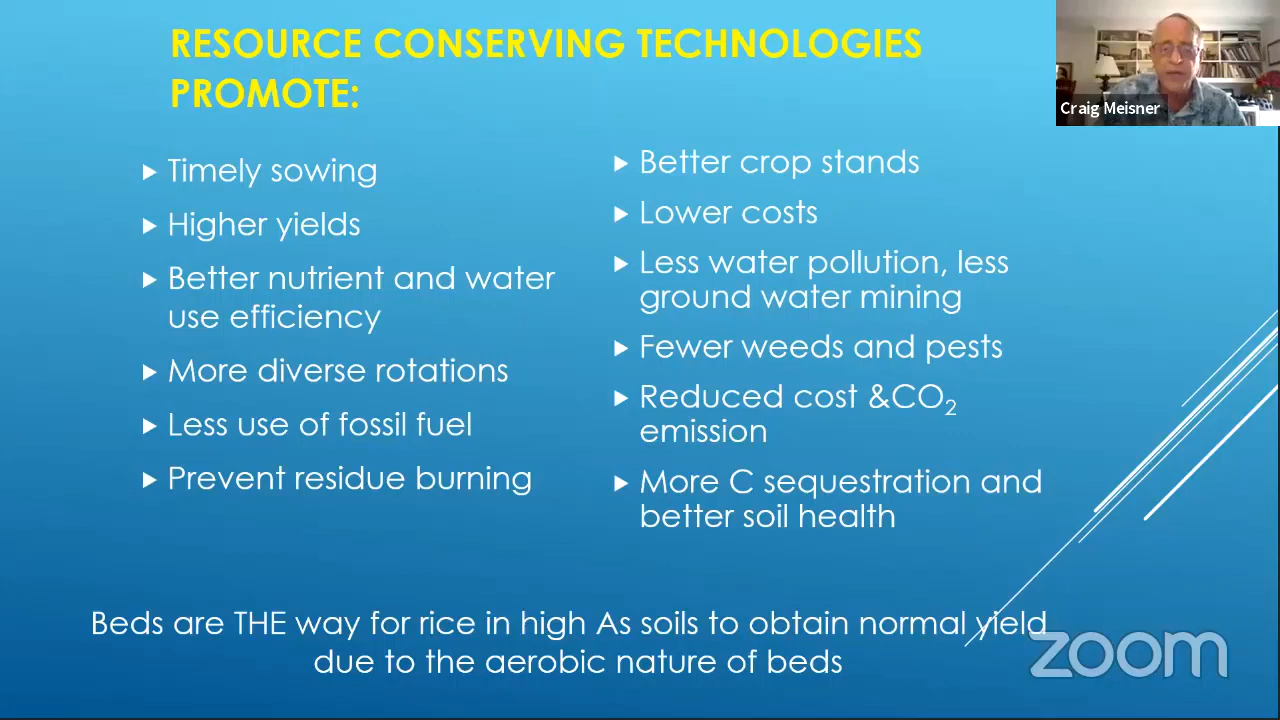 RESOURCE CONSERVING TECHNOLOGIES
PROMOTE:
Timely sowing
Higher yields
Better nutrient and water
use efficiency
More diverse rotations
Less use of fossil fuel
Prevent residue burning
Better crop stands
Lower costs
Less water pollution, less
ground water mining
Fewer weeds and pests
Reduced cost &CO₂
emission
More C sequestration and
better soil health
Beds are THE way for rice in high As soils to obtain normal yield
due to the aerobic nature of beds
Craig Meisner
zoom